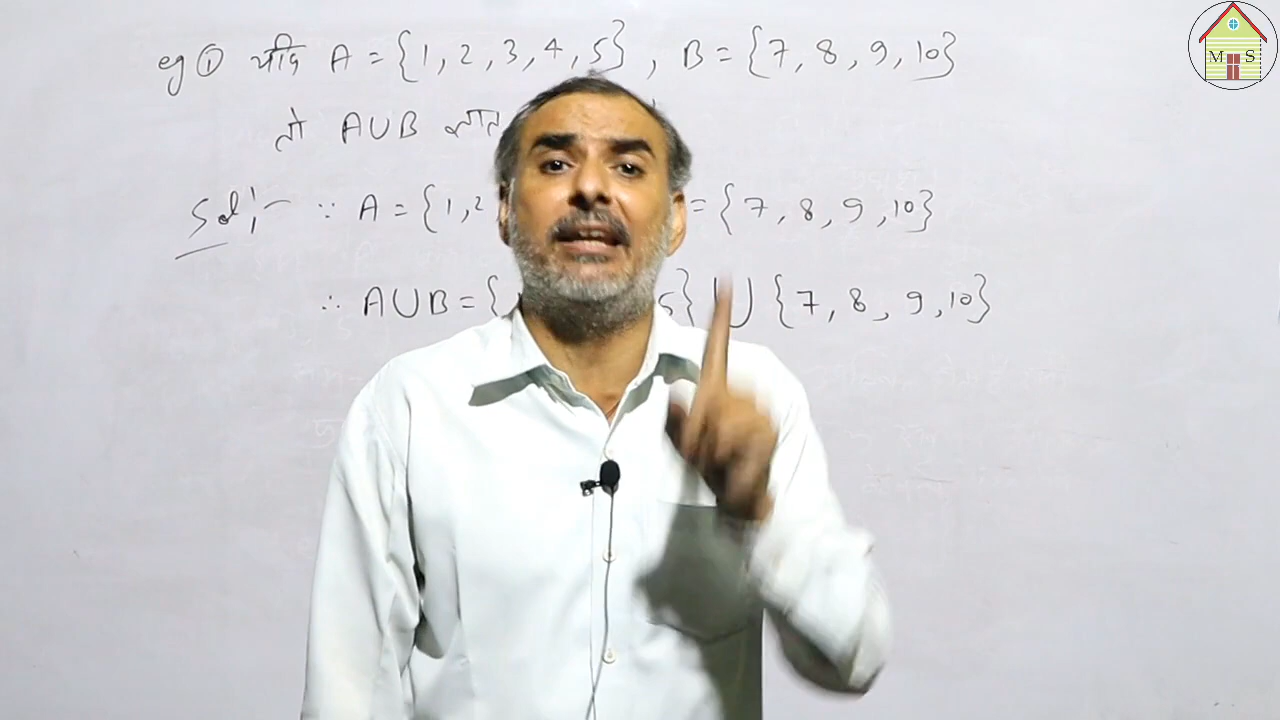 eg ① यदि A = {1, 2, 3, 4, 5}, B = {7, 8, 9, 10}
तो A∪B ज्ञात
Sol:- ∵ A = {1, 2 = {7, 8, 9, 10}
∴ A∪B = { 5} ∪ {7, 8, 9, 10}
M S